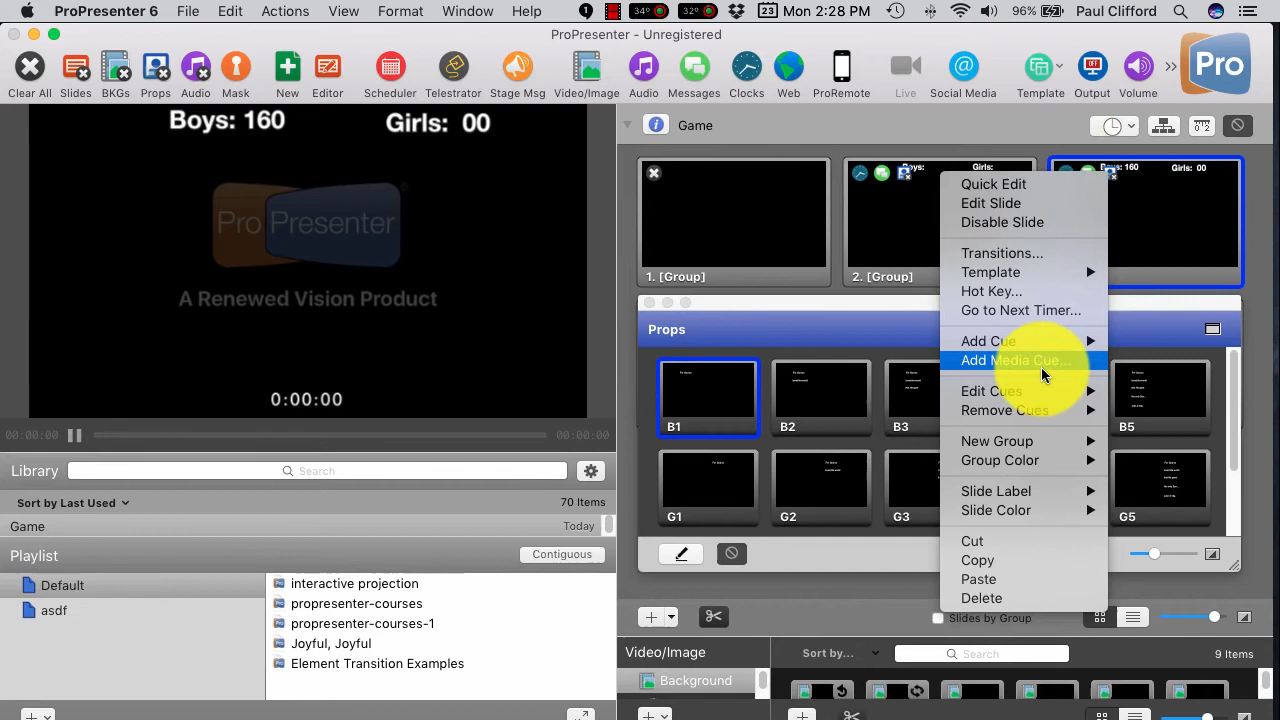 ProPresenter 6 File Edit Actions View Format Window Help 34° 32° 23 Mon 2:28 PM 96% Paul Clifford
ProPresenter - Unregistered
Clear All Slides BKGs Props Audio Mask New Editor Scheduler Telestrator Stage Msg Video/Image Audio Messages Clocks Web ProRemote Live Social Media Template Output Volume
Pro
OFF
Boys: 160 Girls: 00
ProPresenter
A Renewed Vision Product
0:00:00
00:00:00 00:00:00
Library Search
Sort by Last Used 70 Items
Game Today
Playlist Contiguous
Default
asdf
interactive projection
propresenter-courses
propresenter-courses-1
Joyful, Joyful
Element Transition Examples
Game
Boys: Girls:
Boys: 160 Girls: 00
1. [Group] 2. [Group]
Props
B1 B2 B3 B5
G1 G2 G3 G5
Quick Edit
Edit Slide
Disable Slide
Transitions...
Template
Hot Key...
Go to Next Timer...
Add Cue
Add Media Cue...
Edit Cues
Remove Cues
New Group
Group Color
Slide Label
Slide Color
Cut
Copy
Paste
Delete
Slides by Group
Video/Image Sort by... Search 9 Items
Background